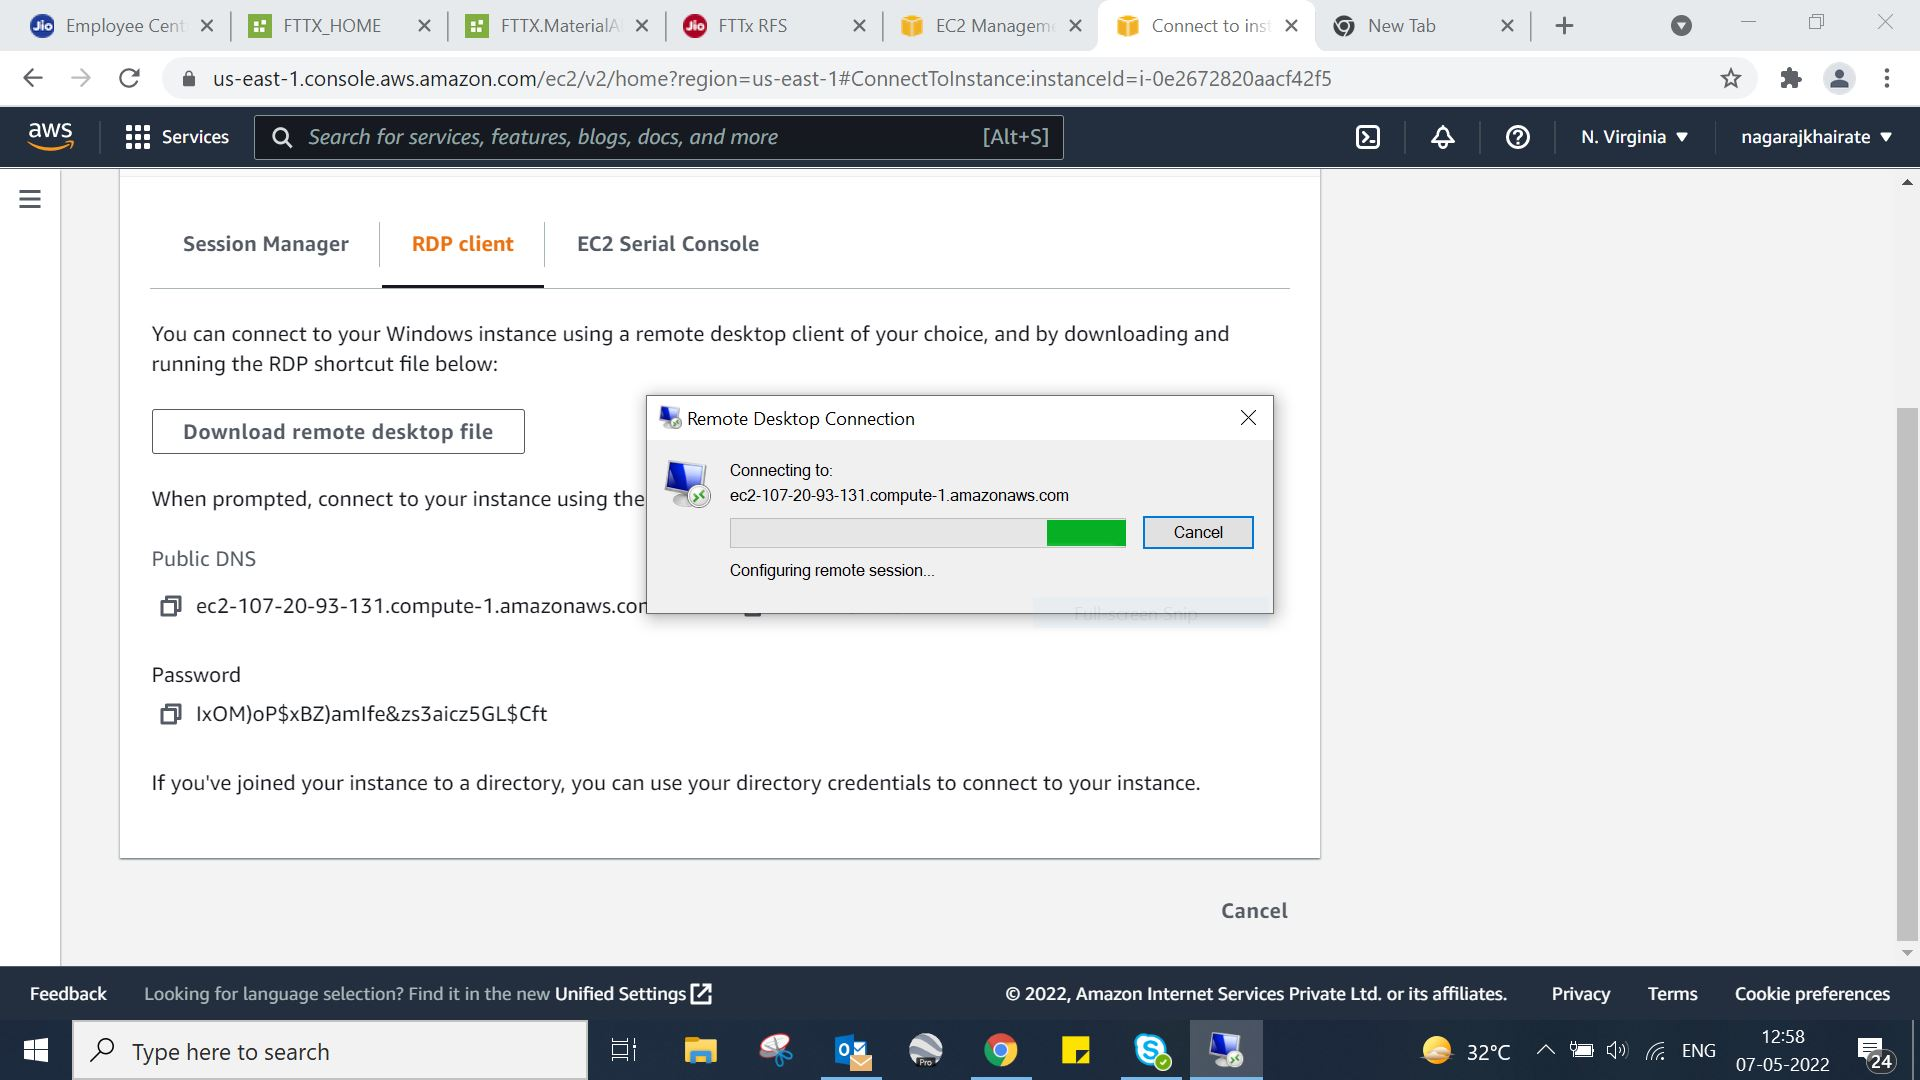 Employee Cent
FTTX_HOME
FTTX.MaterialA
FTTx RFS
EC2 Manageme
Connect to inst
New Tab
us-east-1.console.aws.amazon.com/ec2/v2/home?region=us-east-1#ConnectToInstance:instanceId=i-0e2672820aacf42f5
aws
Services
Search for services, features, blogs, docs, and more
[Alt+S]
N. Virginia
nagarajkhairate
Session Manager
RDP client
EC2 Serial Console
You can connect to your Windows instance using a remote desktop client of your choice, and by downloading and
running the RDP shortcut file below:
Download remote desktop file
When prompted, connect to your instance using the
Public DNS
ec2-107-20-93-131.compute-1.amazonaws.com
Password
IxOM)oP$xBZ)amIfe&zs3aicz5GL$Cft
If you've joined your instance to a directory, you can use your directory credentials to connect to your instance.
Cancel
Remote Desktop Connection
Connecting to:
ec2-107-20-93-131.compute-1.amazonaws.com
Cancel
Configuring remote session...
Full-screen Snip
Feedback
Looking for language selection? Find it in the new Unified Settings
© 2022, Amazon Internet Services Private Ltd. or its affiliates.
Privacy
Terms
Cookie preferences
Type here to search
Pro
32°C
ENG
12:58
07-05-2022
24